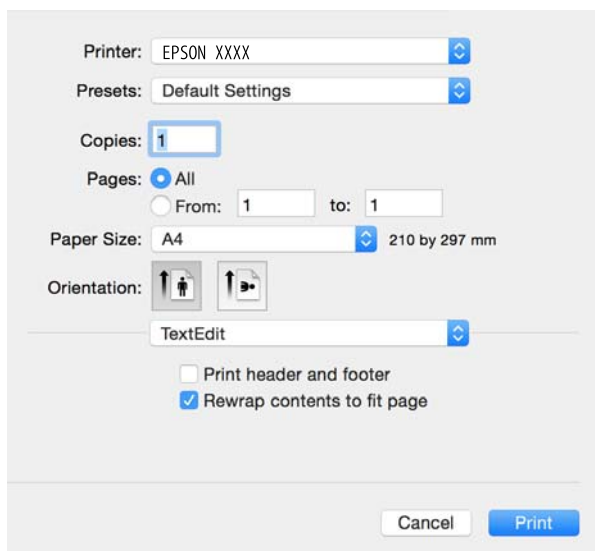 Printer: EPSON XXXX
Presets: Default Settings
Copies: 1
Pages: All
From: 1 to: 1
Paper Size: A4 210 by 297 mm
Orientation:
TextEdit
Print header and footer
Rewrap contents to fit page
Cancel Print